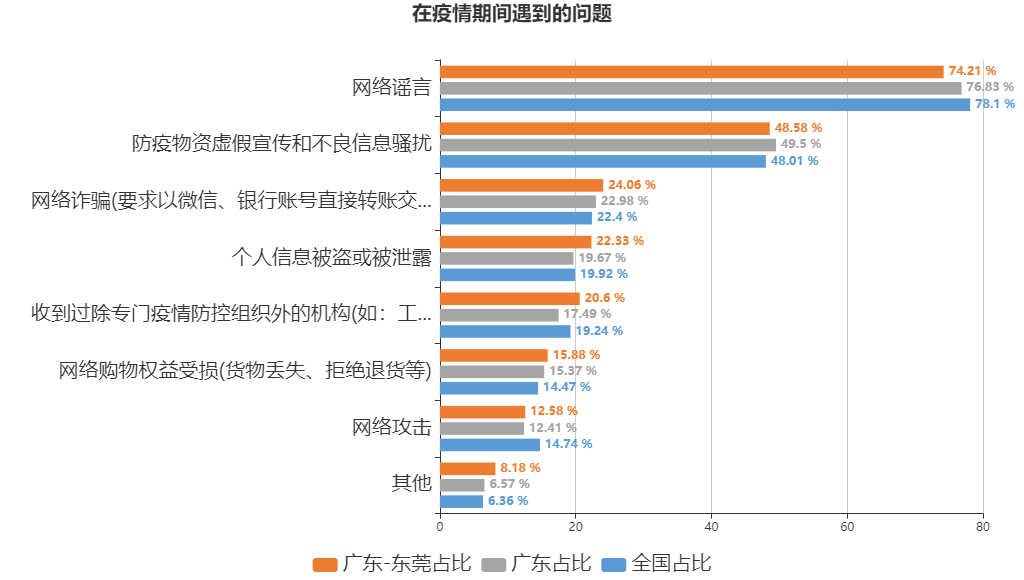 在疫情期间遇到的问题
网络谣言
74.21 %
76.83 %
78.1 %
防疫物资虚假宣传和不良信息骚扰
48.58 %
49.5 %
48.01 %
网络诈骗(要求以微信、银行账号直接转账交...
24.06 %
22.98 %
22.4 %
个人信息被盗或被泄露
22.33 %
19.67 %
19.92 %
收到过除专门疫情防控组织外的机构(如：工...
20.6 %
17.49 %
19.24 %
网络购物权益受损(货物丢失、拒绝退货等)
15.88 %
15.37 %
14.47 %
网络攻击
12.58 %
12.41 %
14.74 %
其他
8.18 %
6.57 %
6.36 %
0 20 40 60 80
广东-东莞占比 广东占比 全国占比